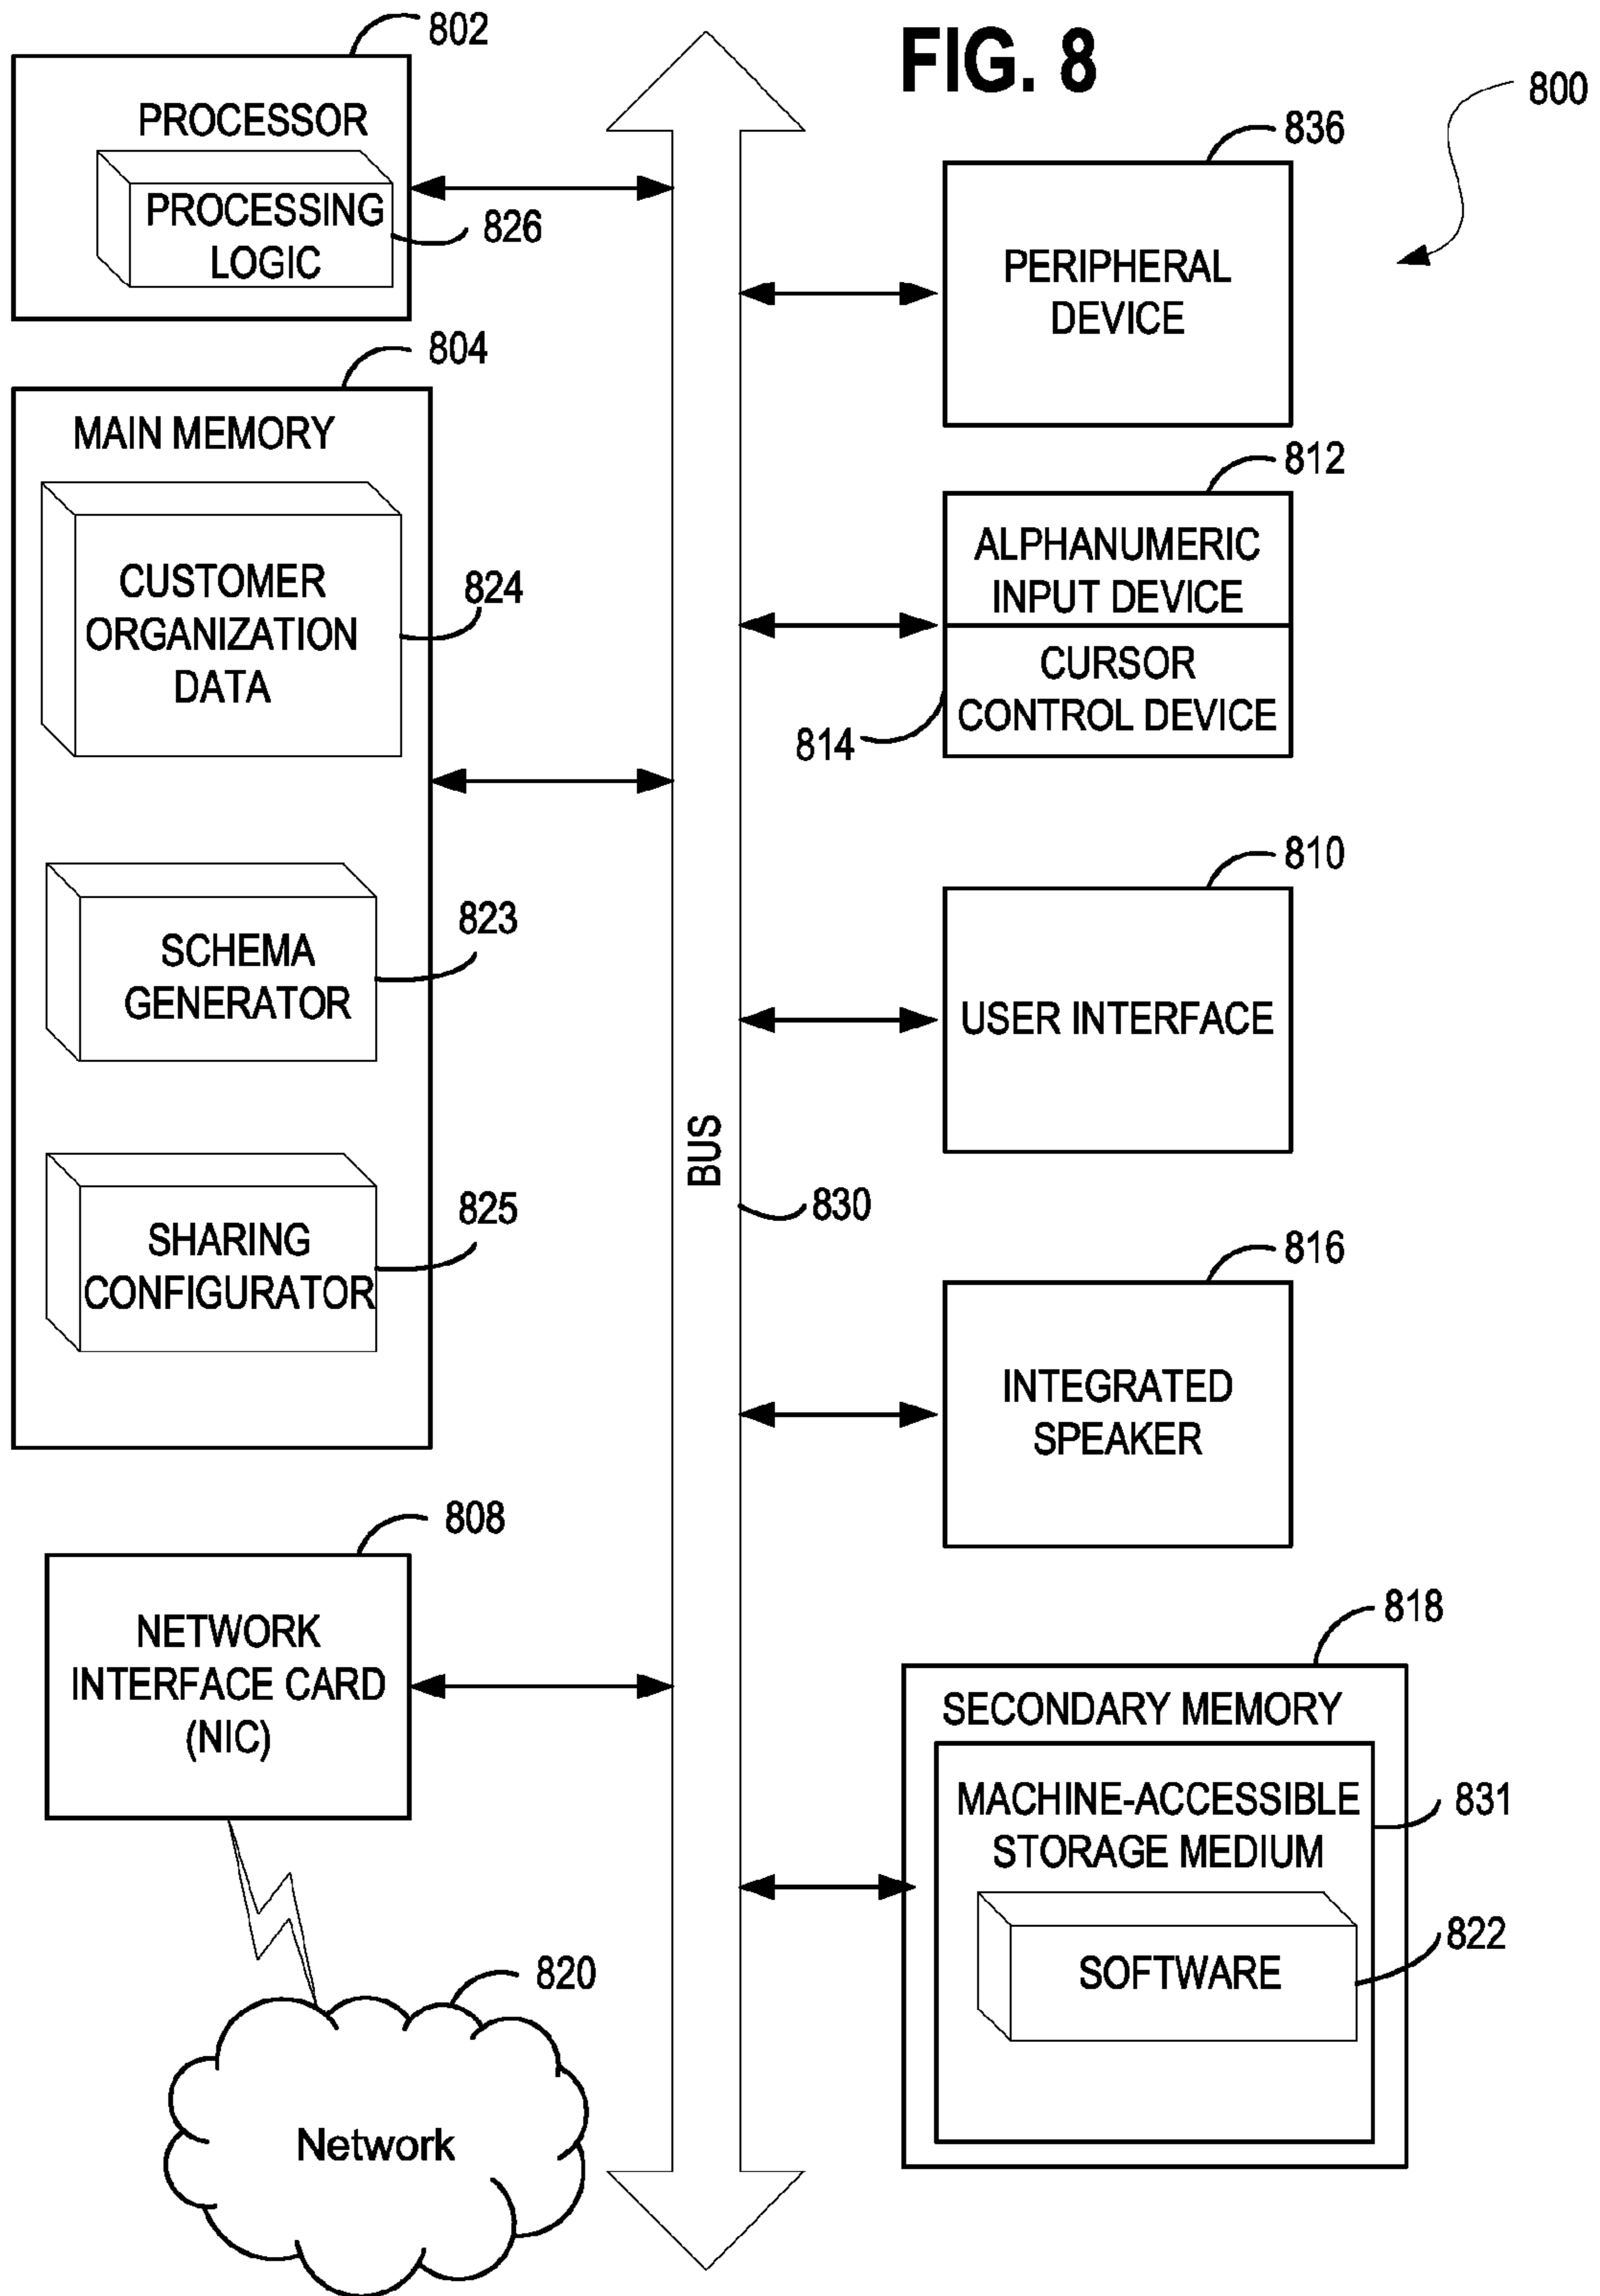 FIG. 8
800
802
PROCESSOR
PROCESSING
LOGIC
826
804
MAIN MEMORY
CUSTOMER
ORGANIZATION
DATA
824
SCHEMA
GENERATOR
823
SHARING
CONFIGURATOR
825
808
NETWORK
INTERFACE CARD
(NIC)
820
Network
BUS
830
836
PERIPHERAL
DEVICE
812
ALPHANUMERIC
INPUT DEVICE
CURSOR
CONTROL DEVICE
814
810
USER INTERFACE
816
INTEGRATED
SPEAKER
818
SECONDARY MEMORY
MACHINE-ACCESSIBLE
STORAGE MEDIUM
831
SOFTWARE
822